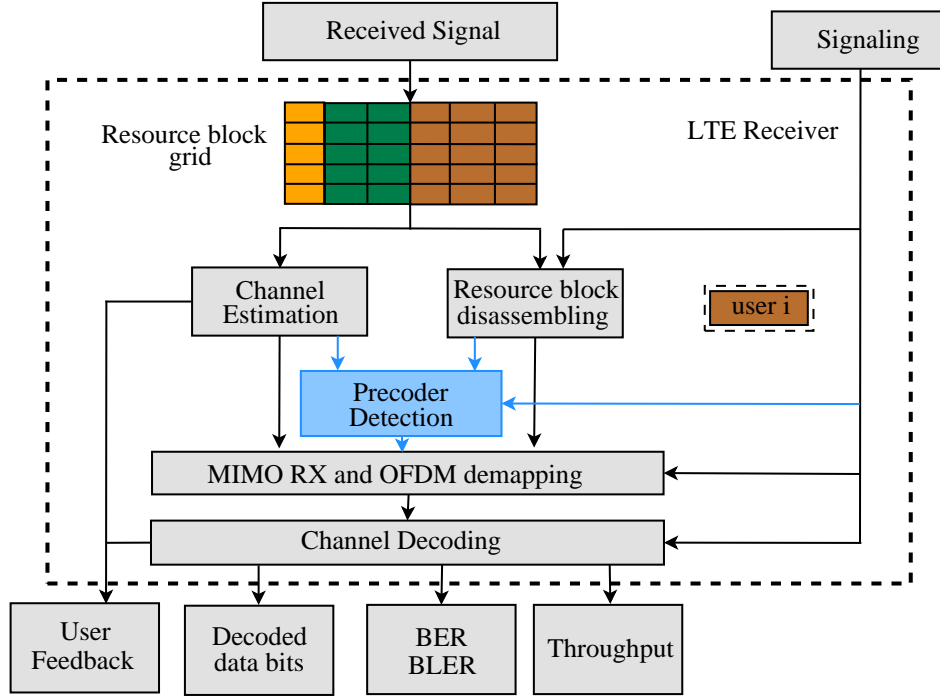 Received Signal
Signaling
Resource block
grid
LTE Receiver
Channel
Estimation
Resource block
disassembling
user i
Precoder
Detection
MIMO RX and OFDM demapping
Channel Decoding
User
Feedback
Decoded
data bits
BER
BLER
Throughput